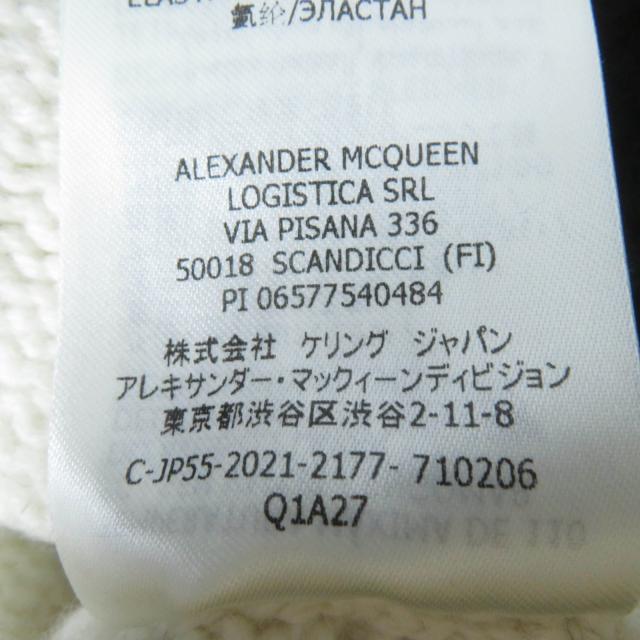 氨纶/ЭЛАСТАН
ALEXANDER MCQUEEN
LOGISTICA SRL
VIA PISANA 336
50018 SCANDICCI (FI)
PI 06577540484
株式会社 ケリング ジャパン
アレキサンダー・マックィーンディビジョン
東京都渋谷区渋谷2-11-8
C-JP55-2021-2177- 710206
Q1A27